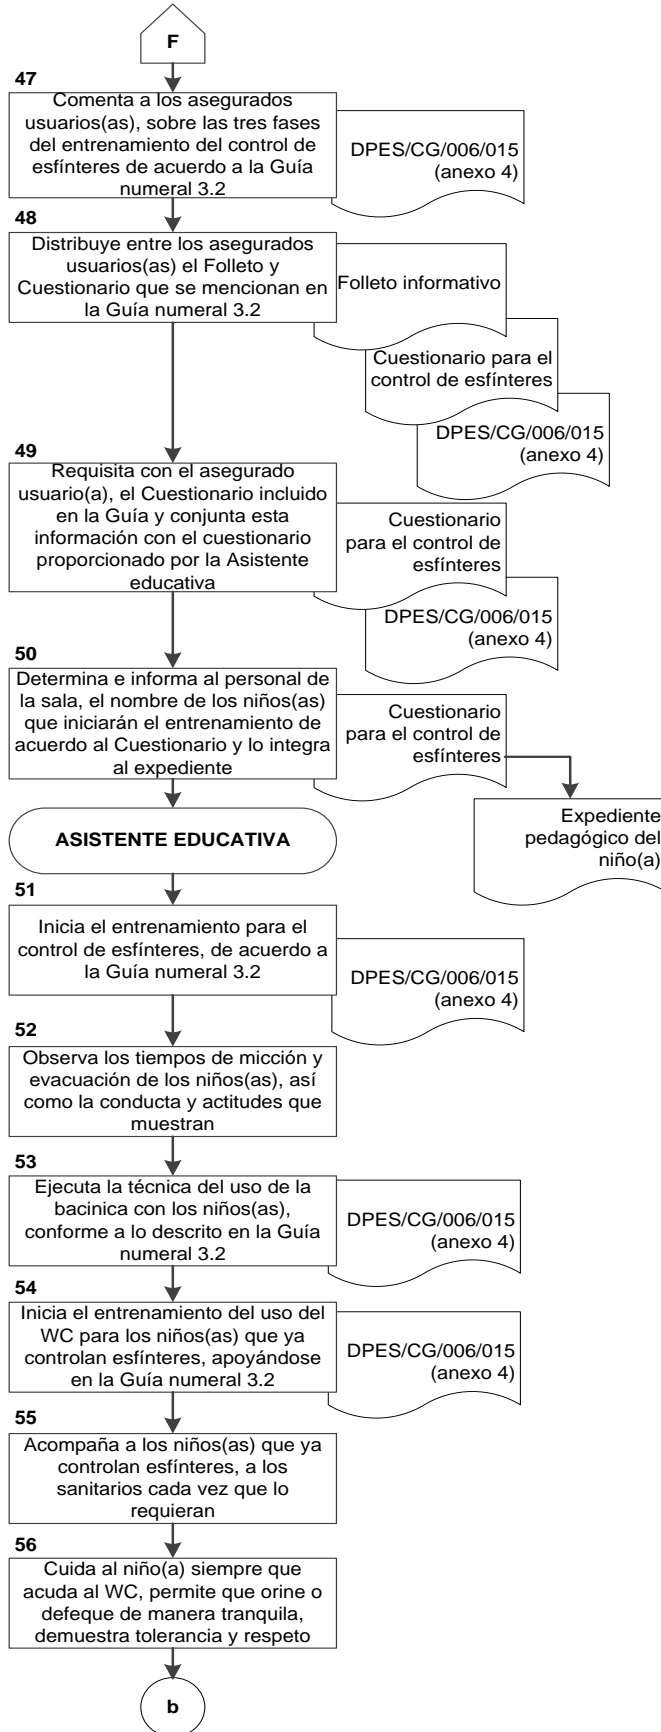 F
47
Comenta a los asegurados
usuarios(as), sobre las tres fases
del entrenamiento del control de
esfínteres de acuerdo a la Guía
numeral 3.2
DPES/CG/006/015
(anexo 4)
48
Distribuye entre los asegurados
usuarios(as) el Folleto y
Cuestionario que se mencionan en
la Guía numeral 3.2
Folleto informativo
Cuestionario para el
control de esfínteres
DPES/CG/006/015
(anexo 4)
49
Requisita con el asegurado
usuario(a), el Cuestionario incluido
en la Guía y conjunta esta
información con el cuestionario
proporcionado por la Asistente
educativa
Cuestionario
para el control de
esfínteres
DPES/CG/006/015
(anexo 4)
50
Determina e informa al personal de
la sala, el nombre de los niños(as)
que iniciarán el entrenamiento de
acuerdo al Cuestionario y lo integra
al expediente
Cuestionario
para el control de
esfínteres
Expediente
pedagógico del
niño(a)
ASISTENTE EDUCATIVA
51
Inicia el entrenamiento para el
control de esfínteres, de acuerdo a
la Guía numeral 3.2
DPES/CG/006/015
(anexo 4)
52
Observa los tiempos de micción y
evacuación de los niños(as), así
como la conducta y actitudes que
muestran
53
Ejecuta la técnica del uso de la
bacinica con los niños(as),
conforme a lo descrito en la Guía
numeral 3.2
DPES/CG/006/015
(anexo 4)
54
Inicia el entrenamiento del uso del
WC para los niños(as) que ya
controlan esfínteres, apoyándose
en la Guía numeral 3.2
DPES/CG/006/015
(anexo 4)
55
Acompaña a los niños(as) que ya
controlan esfínteres, a los
sanitarios cada vez que lo
requieran
56
Cuida al niño(a) siempre que
acuda al WC, permite que orine o
defeque de manera tranquila,
demuestra tolerancia y respeto
b